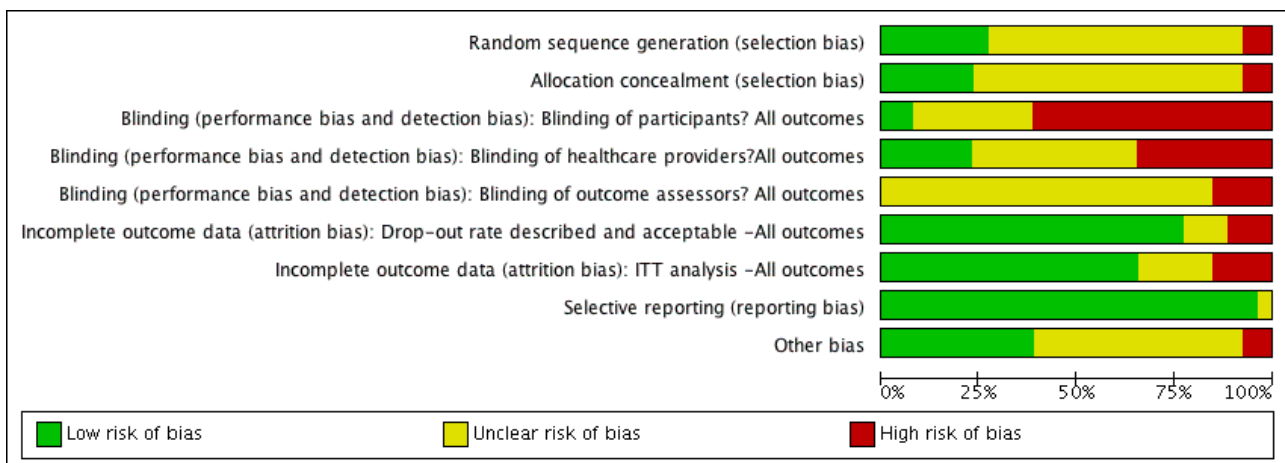 Random sequence generation (selection bias)
Allocation concealment (selection bias)
Blinding (performance bias and detection bias): Blinding of participants? All outcomes
Blinding (performance bias and detection bias): Blinding of healthcare providers?All outcomes
Blinding (performance bias and detection bias): Blinding of outcome assessors? All outcomes
Incomplete outcome data (attrition bias): Drop-out rate described and acceptable -All outcomes
Incomplete outcome data (attrition bias): ITT analysis -All outcomes
Selective reporting (reporting bias)
Other bias
0% 25% 50% 75% 100%
Low risk of bias Unclear risk of bias High risk of bias